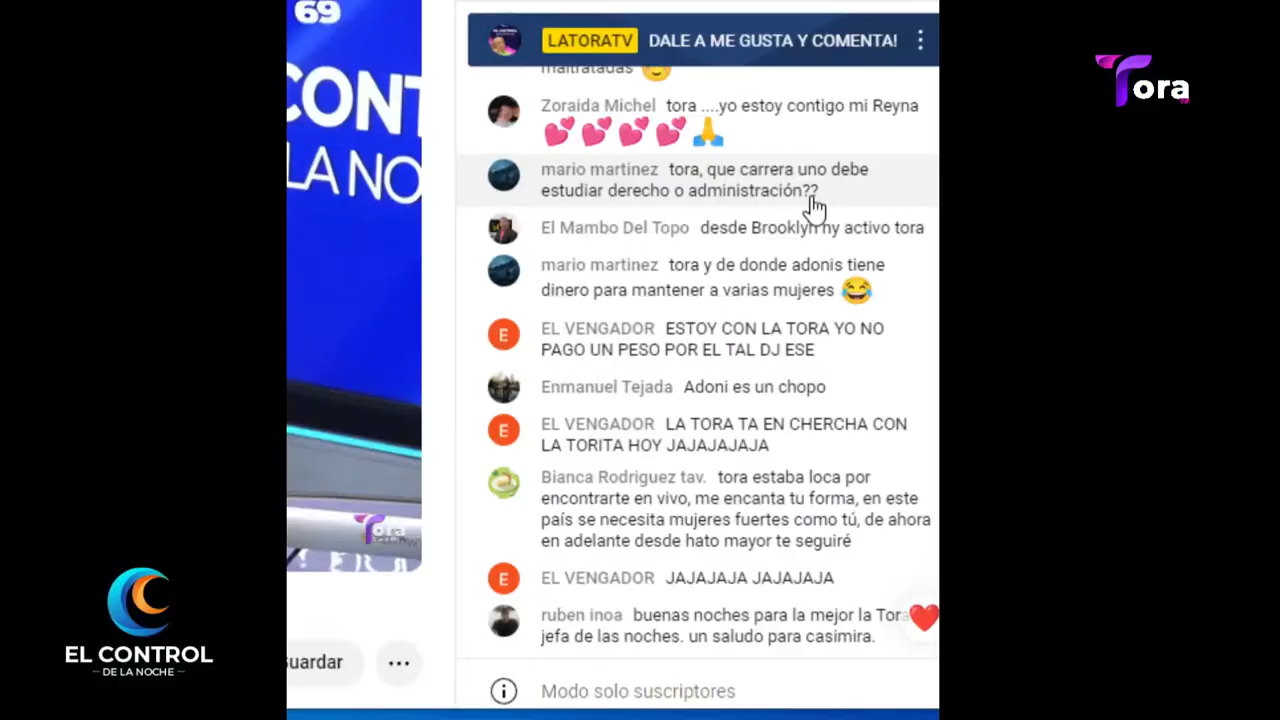 69
CONT
LA NO
Tora
uardar
LATORATV DALE A ME GUSTA Y COMENTA!
maltratadas
Zoraida Michel tora ....yo estoy contigo mi Reyna
mario martinez tora, que carrera uno debe
estudiar derecho o administración??
El Mambo Del Topo desde Brooklyn ny activo tora
mario martinez tora y de donde adonis tiene
dinero para mantener a varias mujeres
E EL VENGADOR ESTOY CON LA TORA YO NO
PAGO UN PESO POR EL TAL DJ ESE
Enmanuel Tejada Adoni es un chopo
E EL VENGADOR LA TORA TA EN CHERCHA CON
LA TORITA HOY JAJAJAJAJA
Bianca Rodriguez tav. tora estaba loca por
encontrarte en vivo, me encanta tu forma, en este
país se necesita mujeres fuertes como tú, de ahora
en adelante desde hato mayor te seguiré
E EL VENGADOR JAJAJAJA JAJAJAJA
ruben inoa buenas noches para la mejor la Tora
jefa de las noches. un saludo para casimira.
Modo solo suscriptores
Tora
EL CONTROL
DE LA NOCHE